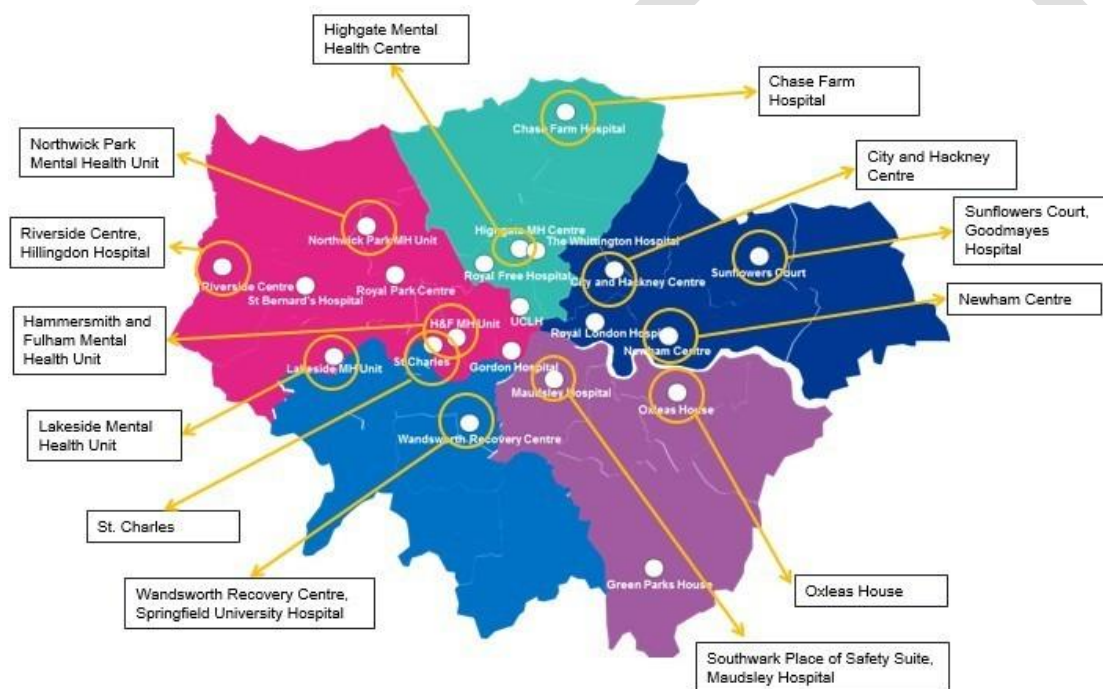 Highgate Mental
Health Centre
Chase Farm
Hospital
Northwick Park
Mental Health Unit
City and Hackney
Centre
Riverside Centre,
Hillingdon Hospital
Sunflowers Court,
Goodmayes
Hospital
Hammersmith and
Fulham Mental
Health Unit
Newham Centre
Lakeside Mental
Health Unit
St. Charles
Wandsworth Recovery Centre,
Springfield University Hospital
Oxleas House
Southwark Place of Safety Suite,
Maudsley Hospital
Chase Farm Hospital
Northwick Park MH Unit
Highgate MH Centre
The Whittington Hospital
Royal Free Hospital
City and Hackney Centre
Sunflowers Court
Riverside Centre
St Bernard's Hospital
Royal Park Centre
UCLH
Royal London Hospital
Newham Centre
H&F MH Unit
St Charles
Gordon Hospital
Lakeside MH Unit
Maudsley Hospital
Oxleas House
Wandsworth Recovery Centre
Green Parks House